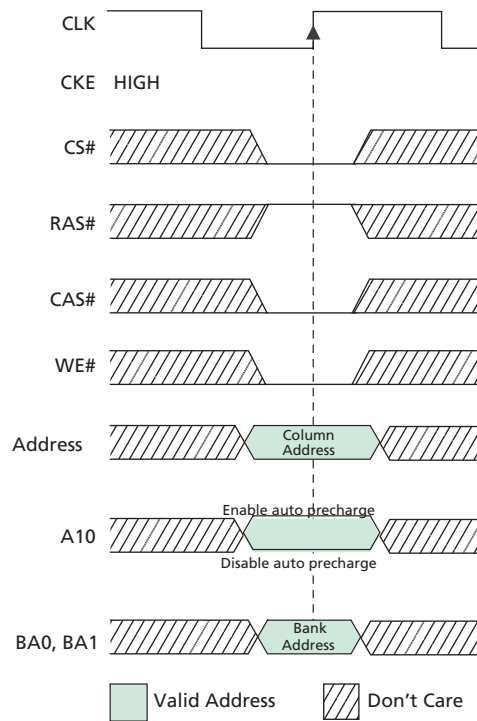 CLK
CKE HIGH
CS#
RAS#
CAS#
WE#
Address
Column
Address
Enable auto precharge
A10
Disable auto precharge
BA0, BA1
Bank
Address
Valid Address
Don't Care